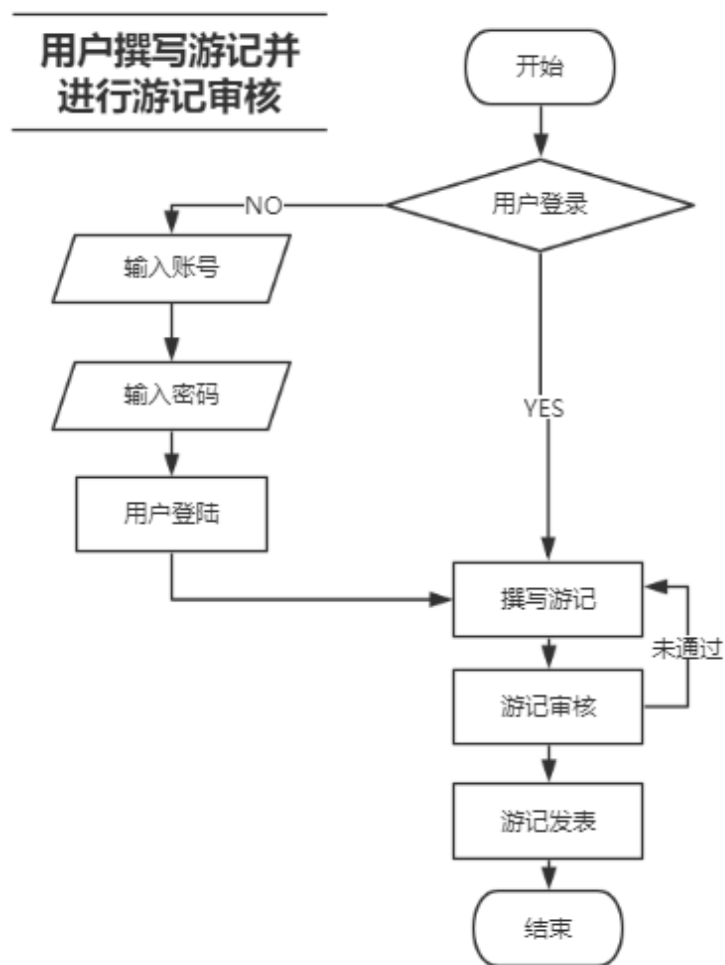 用户撰写游记并
进行游记审核
开始
用户登录
NO
输入账号
输入密码
YES
用户登陆
撰写游记
未通过
游记审核
游记发表
结束